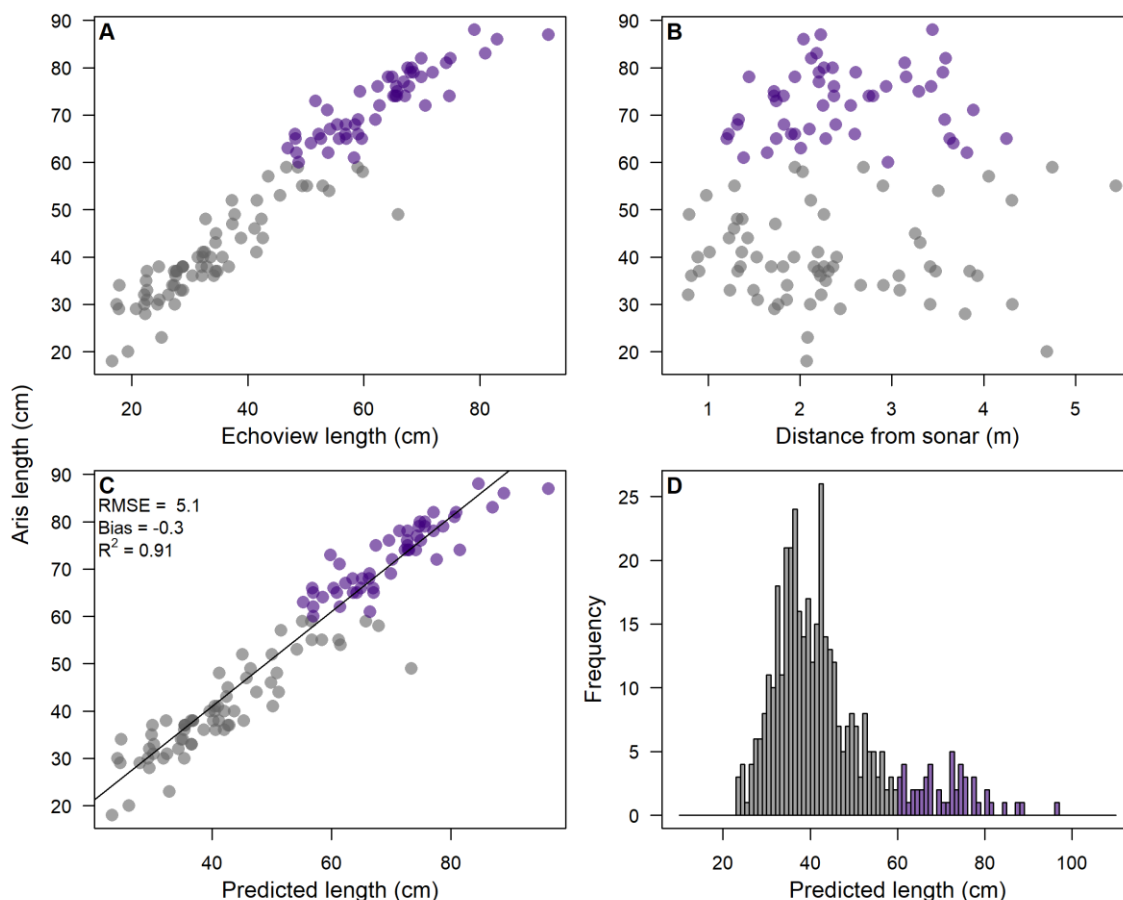 A
90
80
70
60
50
40
30
20
20 40 60 80
Echoview length (cm)
B
90
80
70
60
50
40
30
20
1 2 3 4 5
Distance from sonar (m)
Aris length (cm)
C
RMSE = 5.1
Bias = -0.3
R² = 0.91
90
80
70
60
50
40
30
20
40 60 80
Predicted length (cm)
D
Frequency
25
20
15
10
5
0
20 40 60 80 100
Predicted length (cm)